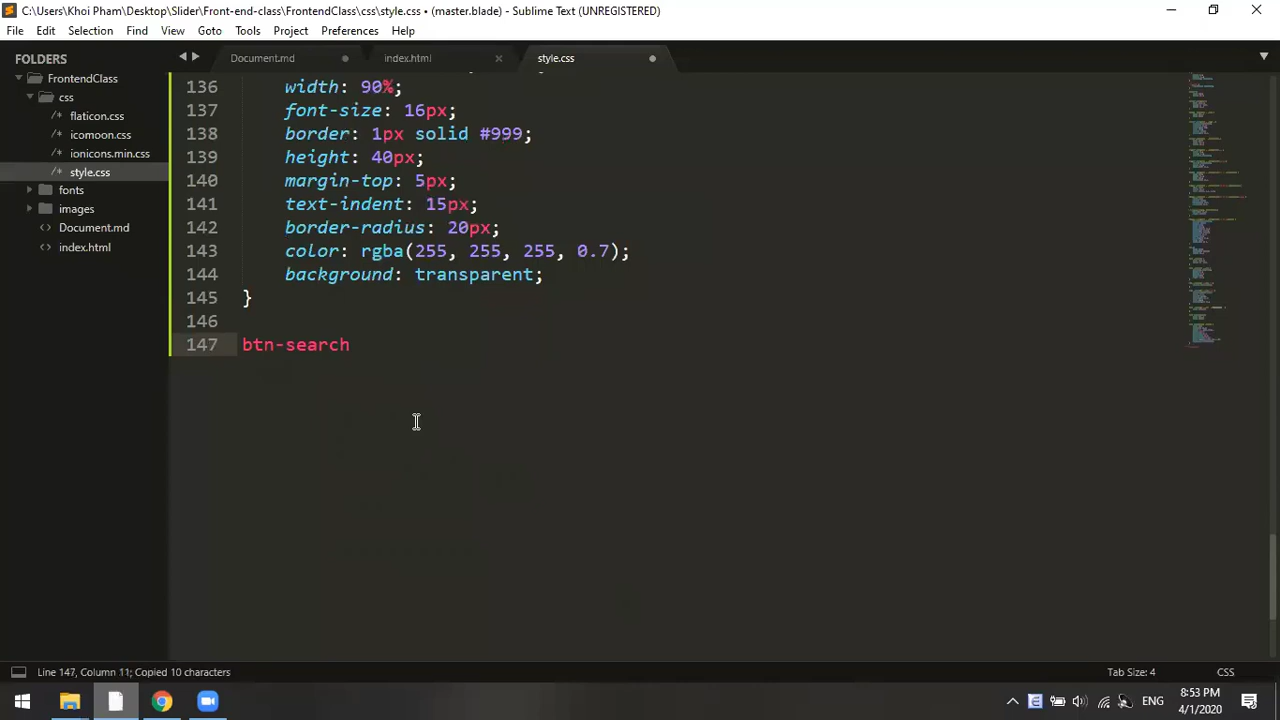 C:\Users\Khoi Pham\Desktop\Slider\Front-end-class\FrontendClass\css\style.css • (master.blade) - Sublime Text (UNREGISTERED)
File Edit Selection Find View Goto Tools Project Preferences Help
FOLDERS
FrontendClass
css
/* flaticon.css
/* icomoon.css
/* ionicons.min.css
/* style.css
fonts
images
Document.md
index.html
Document.md index.html style.css
136 width: 90%;
137 font-size: 16px;
138 border: 1px solid #999;
139 height: 40px;
140 margin-top: 5px;
141 text-indent: 15px;
142 border-radius: 20px;
143 color: rgba(255, 255, 255, 0.7);
144 background: transparent;
145 }
146
147 btn-search
Line 147, Column 11; Copied 10 characters
Tab Size: 4 CSS
ENG
8:53 PM
4/1/2020